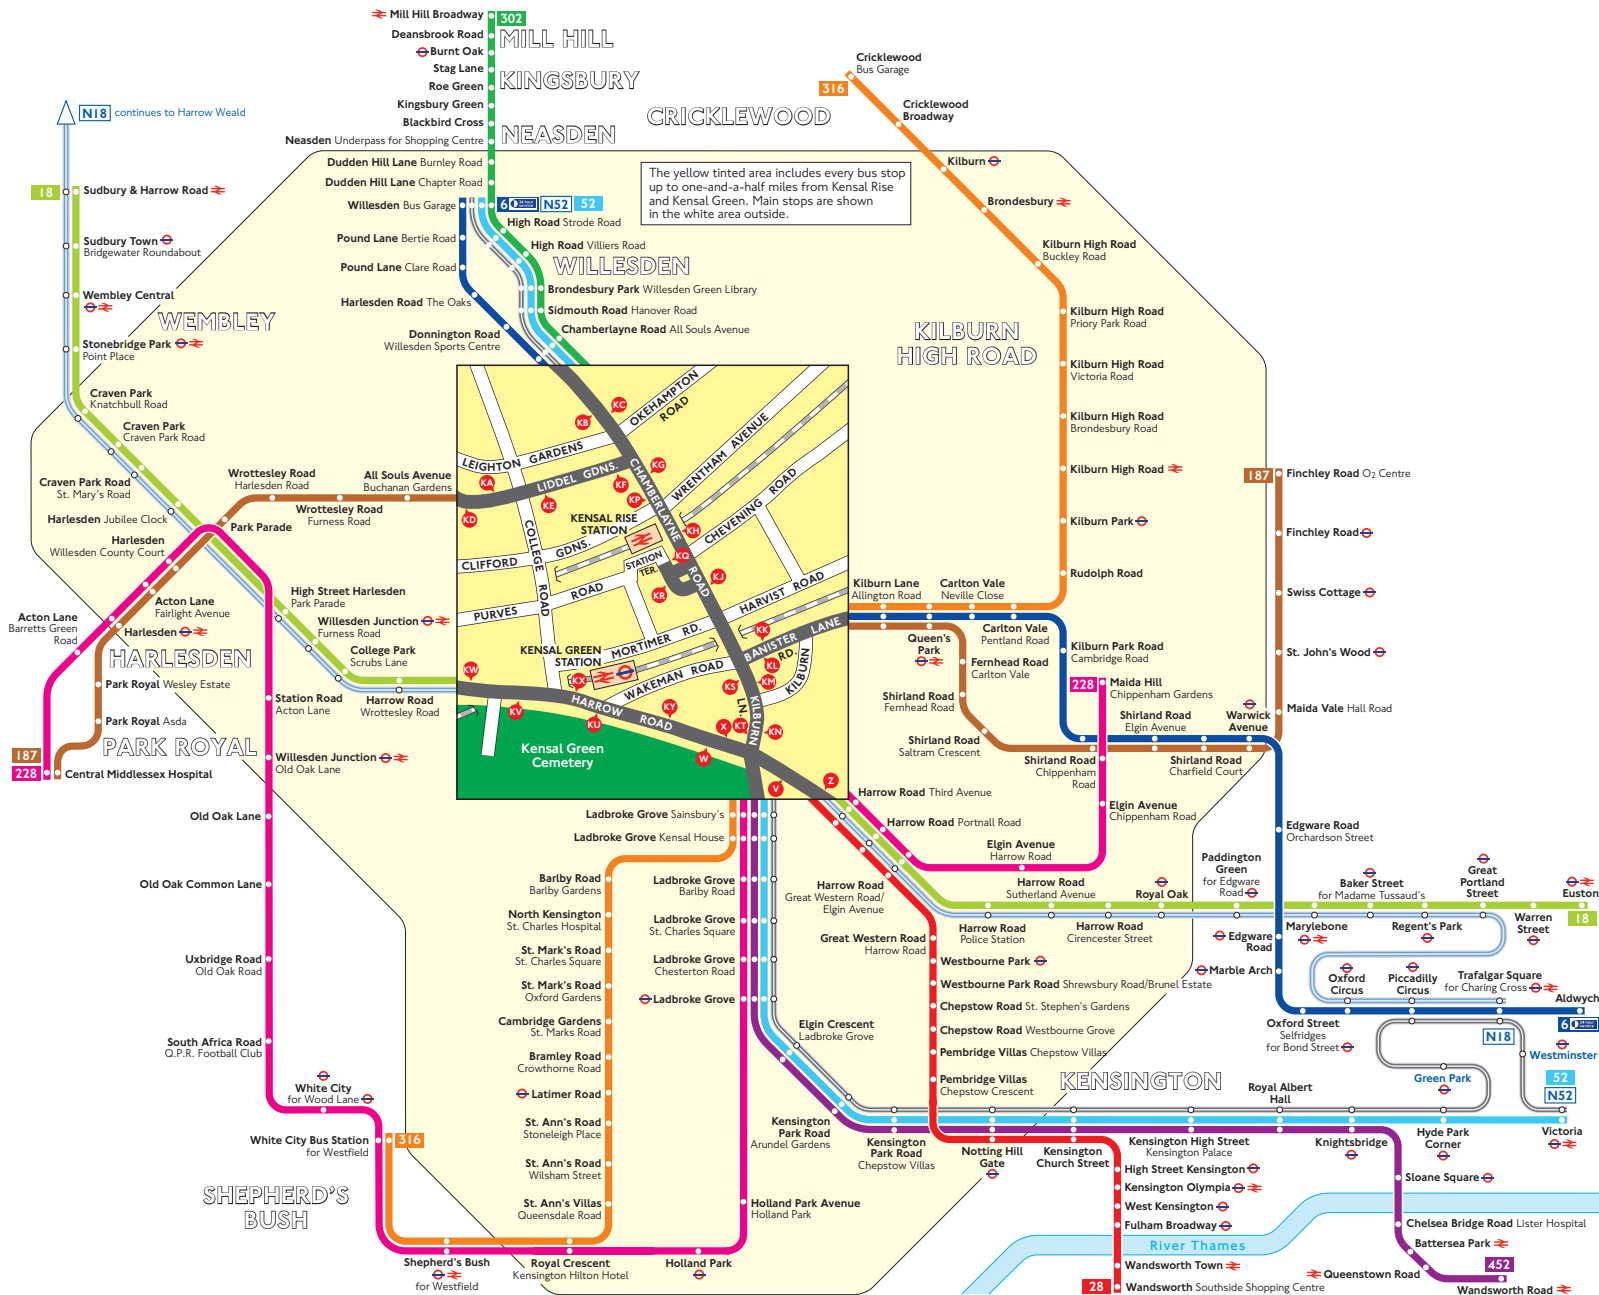 Mill Hill Broadway
302
Deansbrook Road
MILL HILL
Burnt Oak
Stag Lane
KINGSBURY
Roe Green
Kingsbury Green
Blackbird Cross
NEASDEN
Neasden Underpass for Shopping Centre
Dudden Hill Lane Burnley Road
Dudden Hill Lane Chapter Road
Willesden Bus Garage
6 24 hour service N52 52
High Road Strode Road
Pound Lane Bertie Road
High Road Villiers Road
WILLESDEN
Pound Lane Clare Road
Brondesbury Park Willesden Green Library
Harlesden Road The Oaks
Sidmouth Road Hanover Road
Chamberlayne Road All Souls Avenue
Donnington Road
Willesden Sports Centre
The yellow tinted area includes every bus stop
up to one-and-a-half miles from Kensal Rise
and Kensal Green. Main stops are shown
in the white area outside.
CRICKLEWOOD
Cricklewood
Bus Garage
316
Cricklewood
Broadway
Kilburn
Brondesbury
Kilburn High Road
Buckley Road
Kilburn High Road
Priory Park Road
KILBURN
HIGH ROAD
Kilburn High Road
Victoria Road
Kilburn High Road
Brondesbury Road
Kilburn High Road
Kilburn Park
Rudolph Road
N18 continues to Harrow Weald
18
Sudbury & Harrow Road
Sudbury Town
Bridgewater Roundabout
Wembley Central
WEMBLEY
Stonebridge Park
Point Place
Craven Park
Knatchbull Road
Craven Park
Craven Park Road
Craven Park Road
St. Mary's Road
Harlesden Jubilee Clock
Harlesden
Willesden County Court
Wrottesley Road
Harlesden Road
Wrottesley Road
Furness Road
All Souls Avenue
Buchanan Gardens
Park Parade
Acton Lane
Fairlight Avenue
Acton Lane
Barretts Green
Road
Harlesden
HARLESDEN
Park Royal Wesley Estate
Park Royal Asda
PARK ROYAL
187
228
Central Middlessex Hospital
High Street Harlesden
Park Parade
Willesden Junction
Furness Road
College Park
Scrubs Lane
Harrow Road
Wrottesley Road
Station Road
Acton Lane
Willesden Junction
Old Oak Lane
Old Oak Lane
Old Oak Common Lane
Uxbridge Road
Old Oak Road
South Africa Road
Q.P.R. Football Club
White City
for Wood Lane
White City Bus Station
for Westfield
316
SHEPHERD'S
BUSH
Shepherd's Bush
for Westfield
Royal Crescent
Kensington Hilton Hotel
Holland Park
LEIGHTON GARDENS
LIDDEL GDNS.
OKEHAMPTON
ROAD
CHAMBERLAYNE
ROAD
WRENTHAM AVENUE
CHEVENING ROAD
COLLEGE ROAD
CLIFFORD GDNS.
KENSAL RISE
STATION
STATION
TER.
PURVES ROAD
HARVIST ROAD
MORTIMER RD.
KENSAL GREEN
STATION
WAKEMAN ROAD
BANISTER LANE
RD.
KILBURN
HARROW ROAD
KILBURN
LN.
Kensal Green
Cemetery
KA
KB
KC
KD
KE
KF
KG
KP
KH
KQ
KJ
KR
KK
KL
KM
KS
KW
KX
KV
KU
KY
X
KT
KN
W
V
Z
Kilburn Lane
Allington Road
Carlton Vale
Neville Close
Queen's
Park
Carlton Vale
Pentland Road
Fernhead Road
Carlton Vale
Shirland Road
Fernhead Road
Shirland Road
Saltram Crescent
Kilburn Park Road
Cambridge Road
228
Maida Hill
Chippenham Gardens
Shirland Road
Elgin Avenue
Warwick
Avenue
Shirland Road
Chippenham
Road
Shirland Road
Charfield Court
Elgin Avenue
Chippenham Road
187
Finchley Road O2 Centre
Finchley Road
Swiss Cottage
St. John's Wood
Maida Vale Hall Road
Edgware Road
Orchardson Street
Harrow Road Third Avenue
Harrow Road Portnall Road
Elgin Avenue
Harrow Road
Harrow Road
Great Western Road/
Elgin Avenue
Harrow Road
Sutherland Avenue
Royal Oak
Paddington
Green
for Edgware
Road
Baker Street
for Madame Tussaud's
Great
Portland
Street
Euston
18
Harrow Road
Police Station
Harrow Road
Cirencester Street
Edgware
Road
Marylebone
Regent's Park
Warren
Street
Marble Arch
Oxford
Circus
Piccadilly
Circus
Trafalgar Square
for Charing Cross
Aldwych
6 24 hour service
Oxford Street
Selfridges
for Bond Street
N18
Westminster
Green Park
52
N52
Victoria
Great Western Road
Harrow Road
Westbourne Park
Westbourne Park Road Shrewsbury Road/Brunel Estate
Chepstow Road St. Stephen's Gardens
Chepstow Road Westbourne Grove
Pembridge Villas Chepstow Villas
Pembridge Villas
Chepstow Crescent
KENSINGTON
Ladbroke Grove Sainsbury's
Ladbroke Grove Kensal House
Barlby Road
Barlby Gardens
Ladbroke Grove
Barlby Road
North Kensington
St. Charles Hospital
Ladbroke Grove
St. Charles Square
St. Mark's Road
St. Charles Square
Ladbroke Grove
Chesterton Road
St. Mark's Road
Oxford Gardens
Ladbroke Grove
Cambridge Gardens
St. Marks Road
Elgin Crescent
Ladbroke Grove
Bramley Road
Crowthorne Road
Latimer Road
St. Ann's Road
Stoneleigh Place
St. Ann's Road
Wilsham Street
St. Ann's Villas
Queensdale Road
Holland Park Avenue
Holland Park
Kensington
Park Road
Arundel Gardens
Kensington
Park Road
Chepstow Villas
Notting Hill
Gate
Kensington
Church Street
Kensington High Street
Kensington Palace
Royal Albert
Hall
Knightsbridge
Hyde Park
Corner
High Street Kensington
Kensington Olympia
West Kensington
Fulham Broadway
River Thames
Wandsworth Town
28
Wandsworth Southside Shopping Centre
Sloane Square
Chelsea Bridge Road Lister Hospital
Battersea Park
Queenstown Road
452
Wandsworth Road